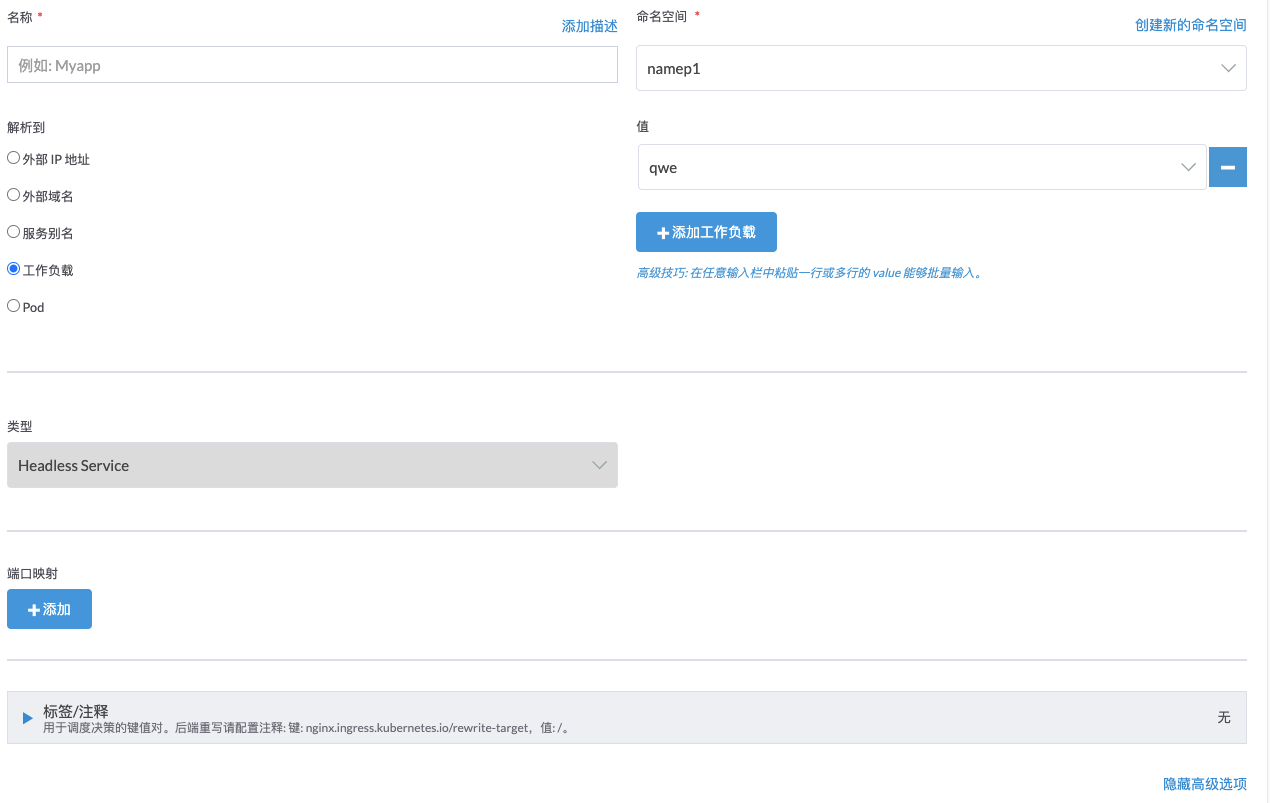 名称 *
添加描述
命名空间 *
创建新的命名空间
例如: Myapp
namep1
解析到
值
外部 IP 地址
qwe
外部域名
服务别名
添加工作负载
工作负载
高级技巧: 在任意输入栏中粘贴一行或多行的 value 能够批量输入。
Pod
类型
Headless Service
端口映射
添加
标签/注释
用于调度决策的键值对。后端重写请配置注释: 键: nginx.ingress.kubernetes.io/rewrite-target，值: /。
无
隐藏高级选项